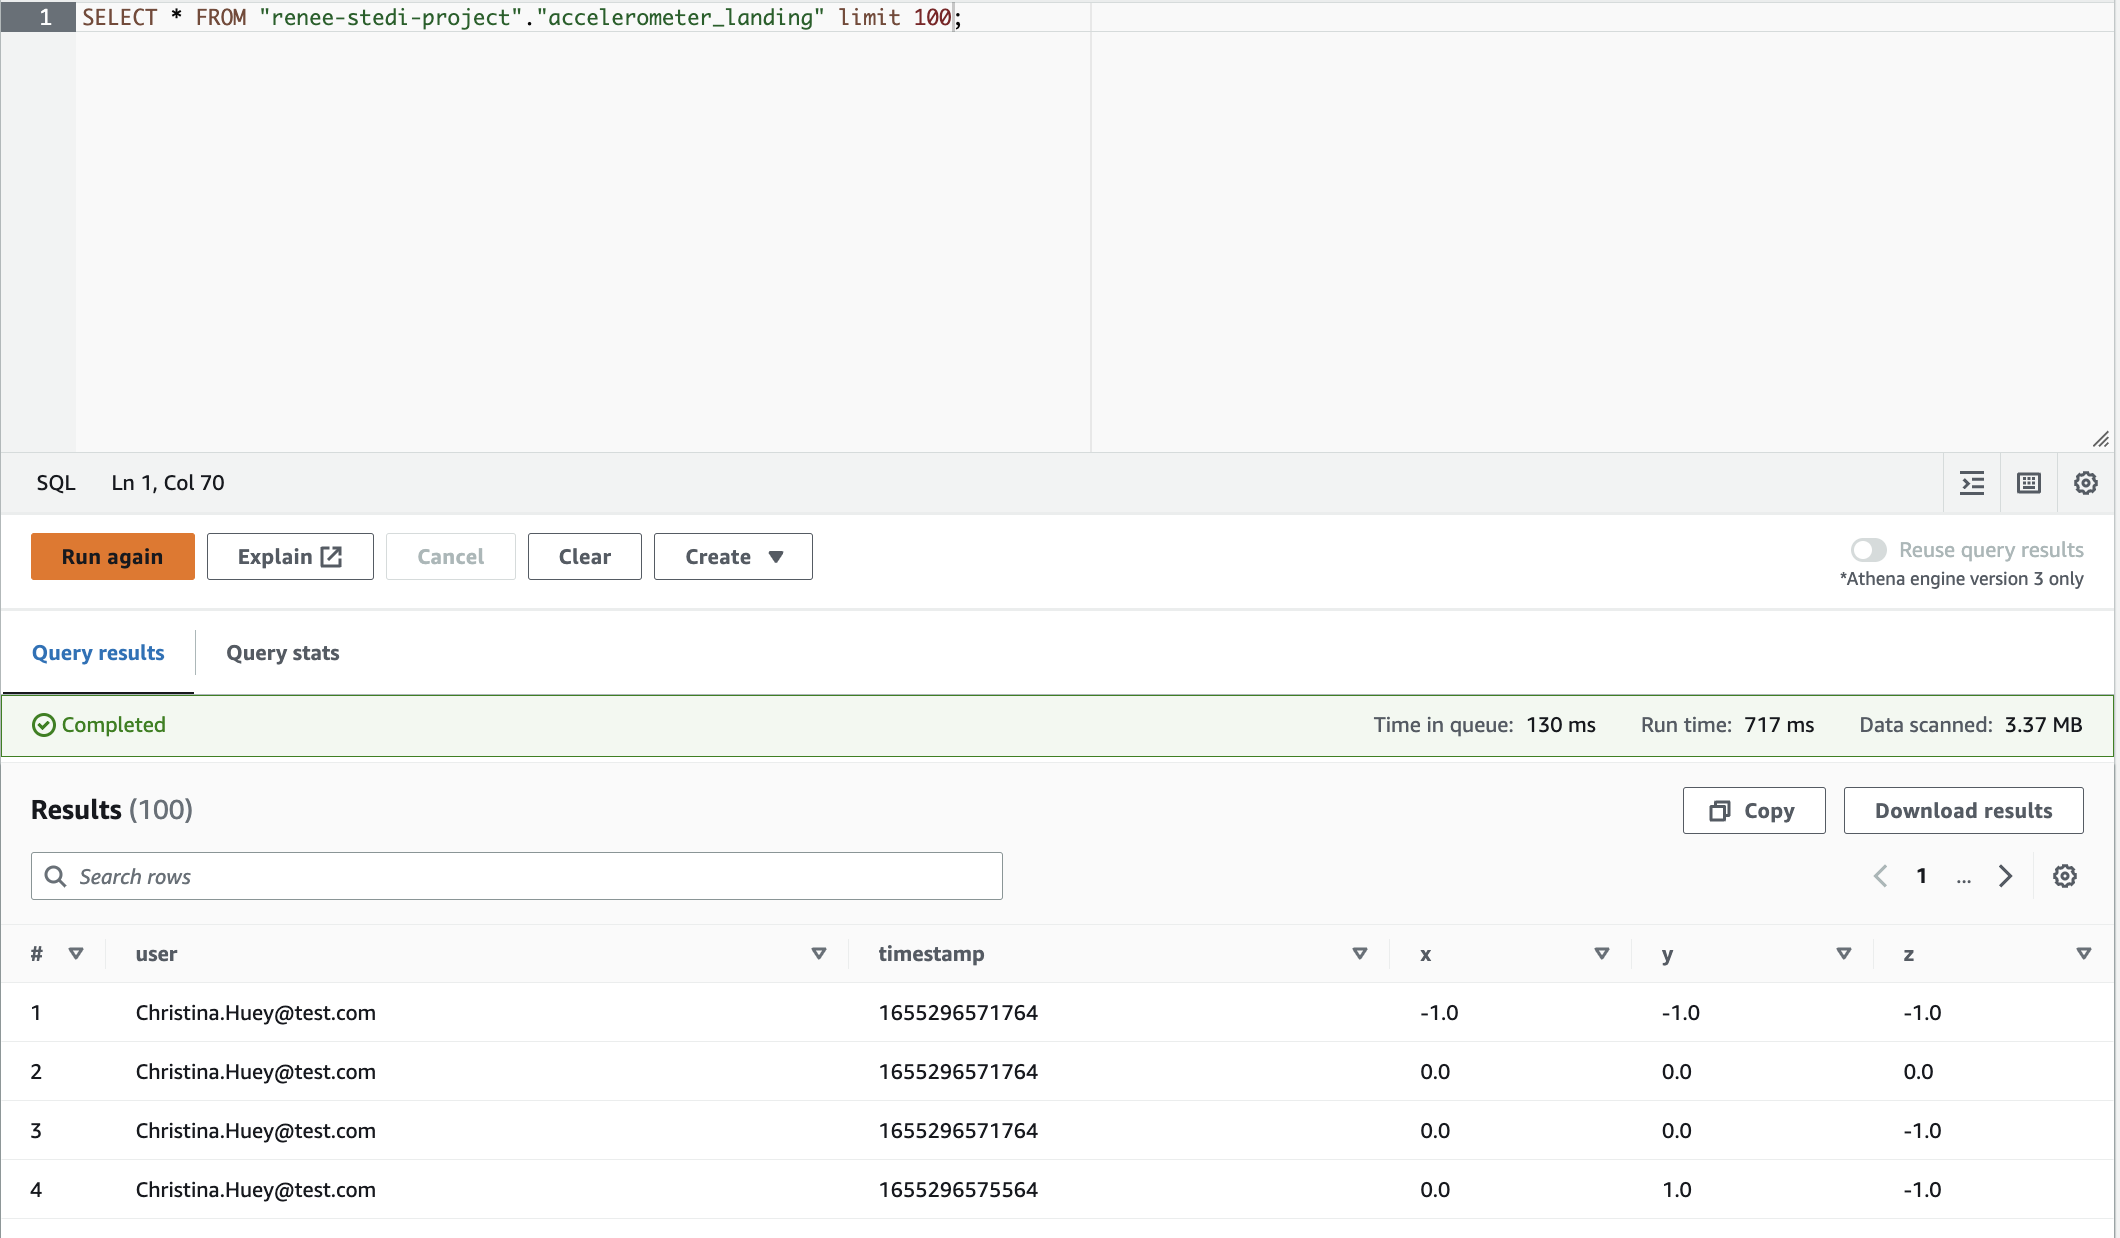 1 SELECT * FROM "renee-stedi-project"."accelerometer_landing" limit 100;
SQL Ln 1, Col 70
Run again Explain Cancel Clear Create Reuse query results
*Athena engine version 3 only
Query results Query stats
Completed Time in queue: 130 ms Run time: 717 ms Data scanned: 3.37 MB
Results (100) Copy Download results
Search rows 1 ...
# user timestamp x y z
1 Christina.Huey@test.com 1655296571764 -1.0 -1.0 -1.0
2 Christina.Huey@test.com 1655296571764 0.0 0.0 0.0
3 Christina.Huey@test.com 1655296571764 0.0 0.0 -1.0
4 Christina.Huey@test.com 1655296575564 0.0 1.0 -1.0